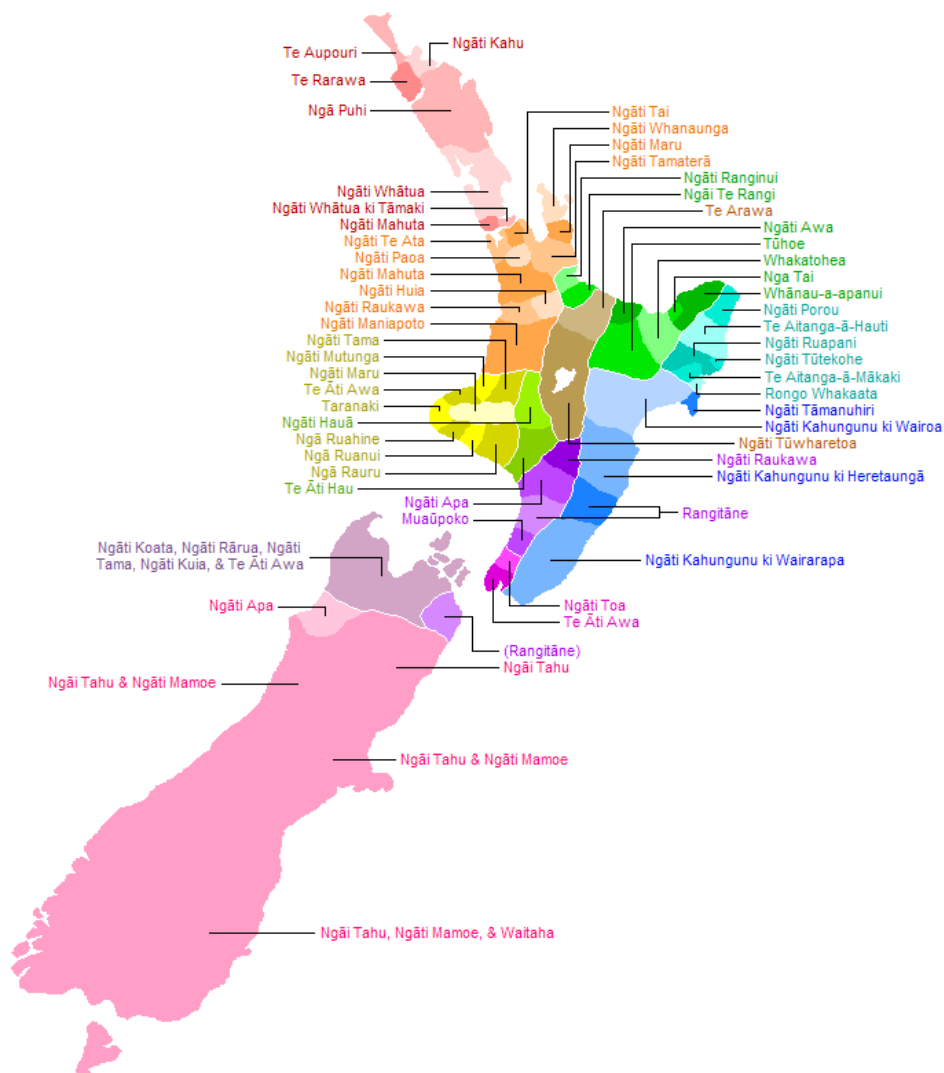 Ngāti Kahu
Te Aupouri
Te Rarawa
Ngā Puhi
Ngāti Whātua
Ngāti Whātua ki Tāmaki
Ngāti Mahuta
Ngāti Te Ata
Ngāti Paoa
Ngāti Mahuta
Ngāti Huia
Ngāti Raukawa
Ngāti Maniapoto
Ngāti Tama
Ngāti Mutunga
Ngāti Maru
Te Āti Awa
Taranaki
Ngāti Hauā
Ngā Ruahine
Ngā Ruanui
Ngā Rauru
Te Āti Hau
Ngāti Apa
Muaūpoko
Ngāti Tai
Ngāti Whanaunga
Ngāti Maru
Ngāti Tamaterā
Ngāti Ranginui
Ngāi Te Rangi
Te Arawa
Ngāti Awa
Tūhoe
Whakatohea
Nga Tai
Whānau-a-apanui
Ngāti Porou
Te Aitanga-ā-Hauti
Ngāti Ruapani
Ngāti Tūtekohe
Te Aitanga-ā-Mākaki
Rongo Whakaata
Ngāti Tāmanuhiri
Ngāti Kahungunu ki Wairoa
Ngāti Tūwharetoa
Ngāti Raukawa
Ngāti Kahungunu ki Heretaungā
Rangitāne
Ngāti Kahungunu ki Wairarapa
Ngāti Toa
Te Āti Awa
Ngāti Koata, Ngāti Rārua, Ngāti
Tama, Ngāti Kuia, & Te Āti Awa
Ngāti Apa
(Rangitāne)
Ngāi Tahu
Ngāi Tahu & Ngāti Mamoe
Ngāi Tahu & Ngāti Mamoe
Ngāi Tahu, Ngāti Mamoe, & Waitaha